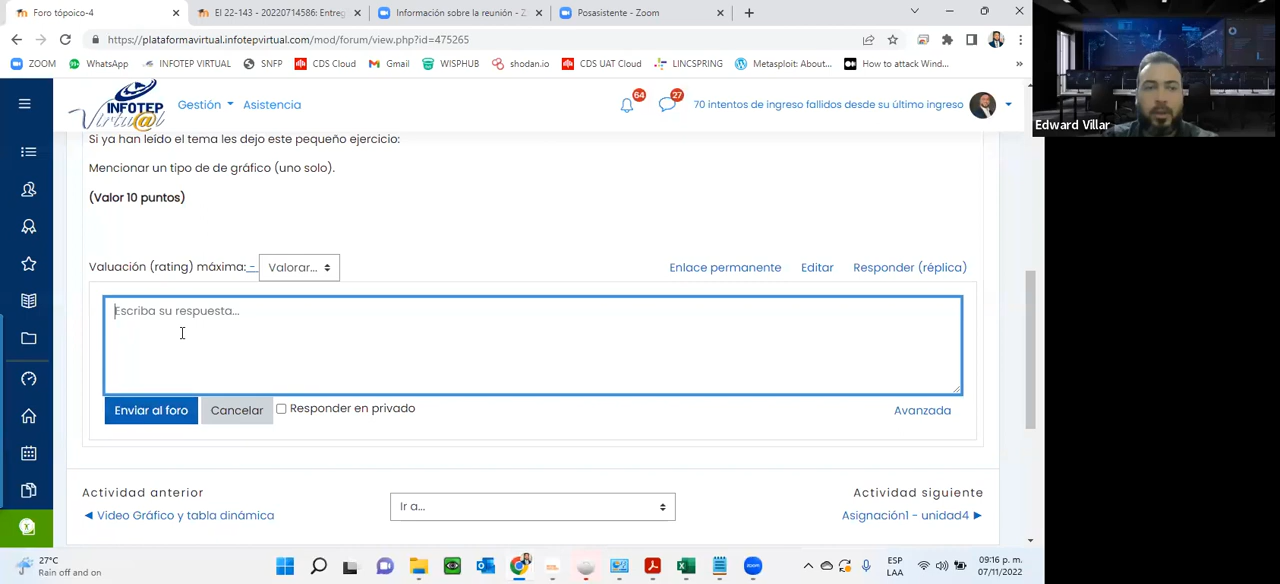 Foro tópoico-4
El 22-143 - 20220714586: Entreg
Información sobre la reunión - Z
Posasistente - Zoom
https://plataformavirtual.infotepvirtual.com/mod/forum/view.php?id=475265
ZOOM
WhatsApp
INFOTEP VIRTUAL
SNFP
CDS Cloud
Gmail
WISPHUB
shodan.io
CDS UAT Cloud
LINCSPRING
Metasploit: About...
How to attack Wind...
INFOTEP
Virtu@l
Gestión
Asistencia
64
27
70 intentos de ingreso fallidos desde su último ingreso
Edward Villar
Si ya han leído el tema les dejo este pequeño ejercicio:
Mencionar un tipo de de gráfico (uno solo).
(Valor 10 puntos)
Valuación (rating) máxima: -
Valorar...
Enlace permanente
Editar
Responder (réplica)
Escriba su respuesta...
Enviar al foro
Cancelar
Responder en privado
Avanzada
Actividad anterior
Actividad siguiente
◄ Video Gráfico y tabla dinámica
Ir a...
Asignación1 - unidad4 ►
27°C
Rain off and on
ESP
LAA
09:16 p. m.
07/11/2022